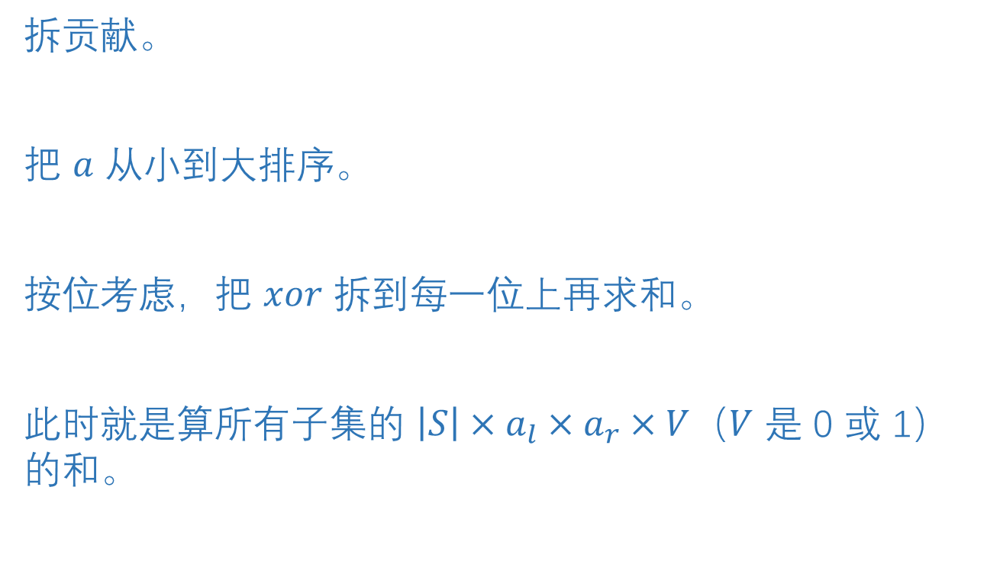 拆贡献。
把 a 从小到大排序。
按位考�，把 xor 拆到每一位上再求和。
此时就是算所有子集的 |S| × a_l × a_r × V（V 是 0 或 1）
的和。